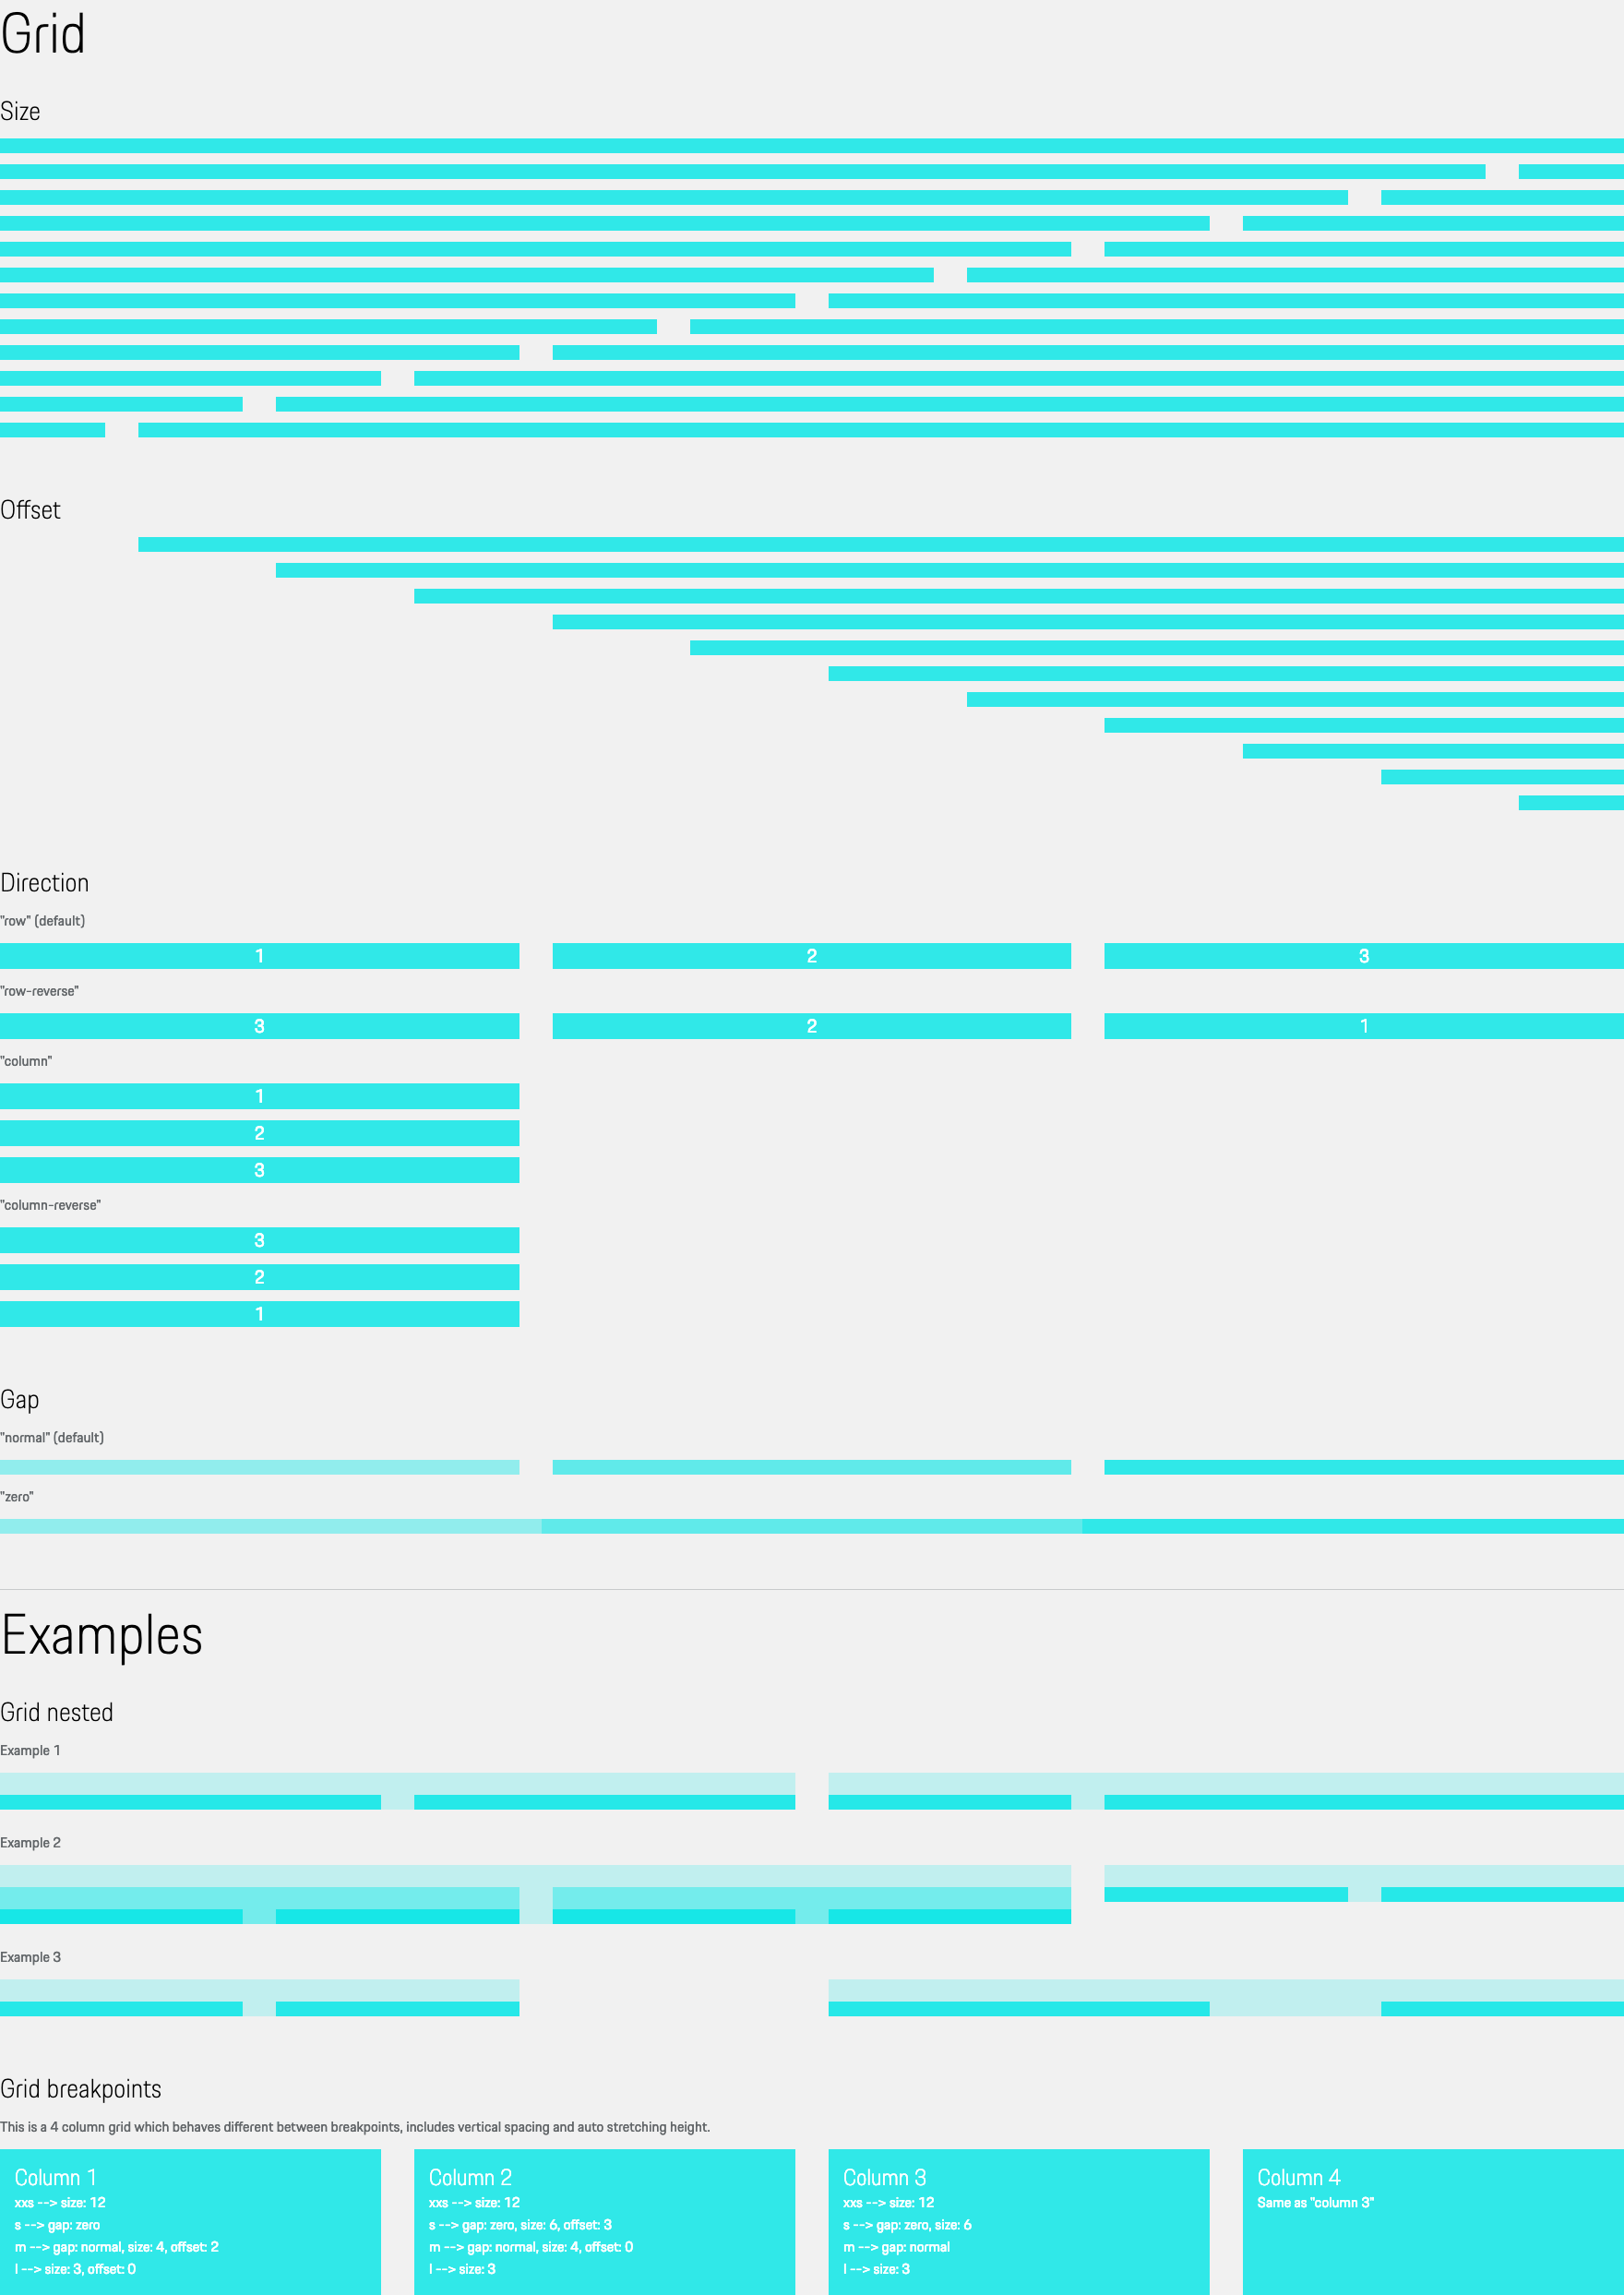 Grid
Size
Offset
Direction
"row" (default)
1 2 3
"row-reverse"
3 2 1
"column"
1
2
3
"column-reverse"
3
2
1
Gap
"normal" (default)
"zero"
Examples
Grid nested
Example 1
Example 2
Example 3
Grid breakpoints
This is a 4 column grid which behaves different between breakpoints, includes vertical spacing and auto stretching height.
Column 1
xxs --> size: 12
s --> gap: zero
m --> gap: normal, size: 4, offset: 2
l --> size: 3, offset: 0
Column 2
xxs --> size: 12
s --> gap: zero, size: 6, offset: 3
m --> gap: normal, size: 4, offset: 0
l --> size: 3
Column 3
xxs --> size: 12
s --> gap: zero, size: 6
m --> gap: normal
l --> size: 3
Column 4
Same as "column 3"